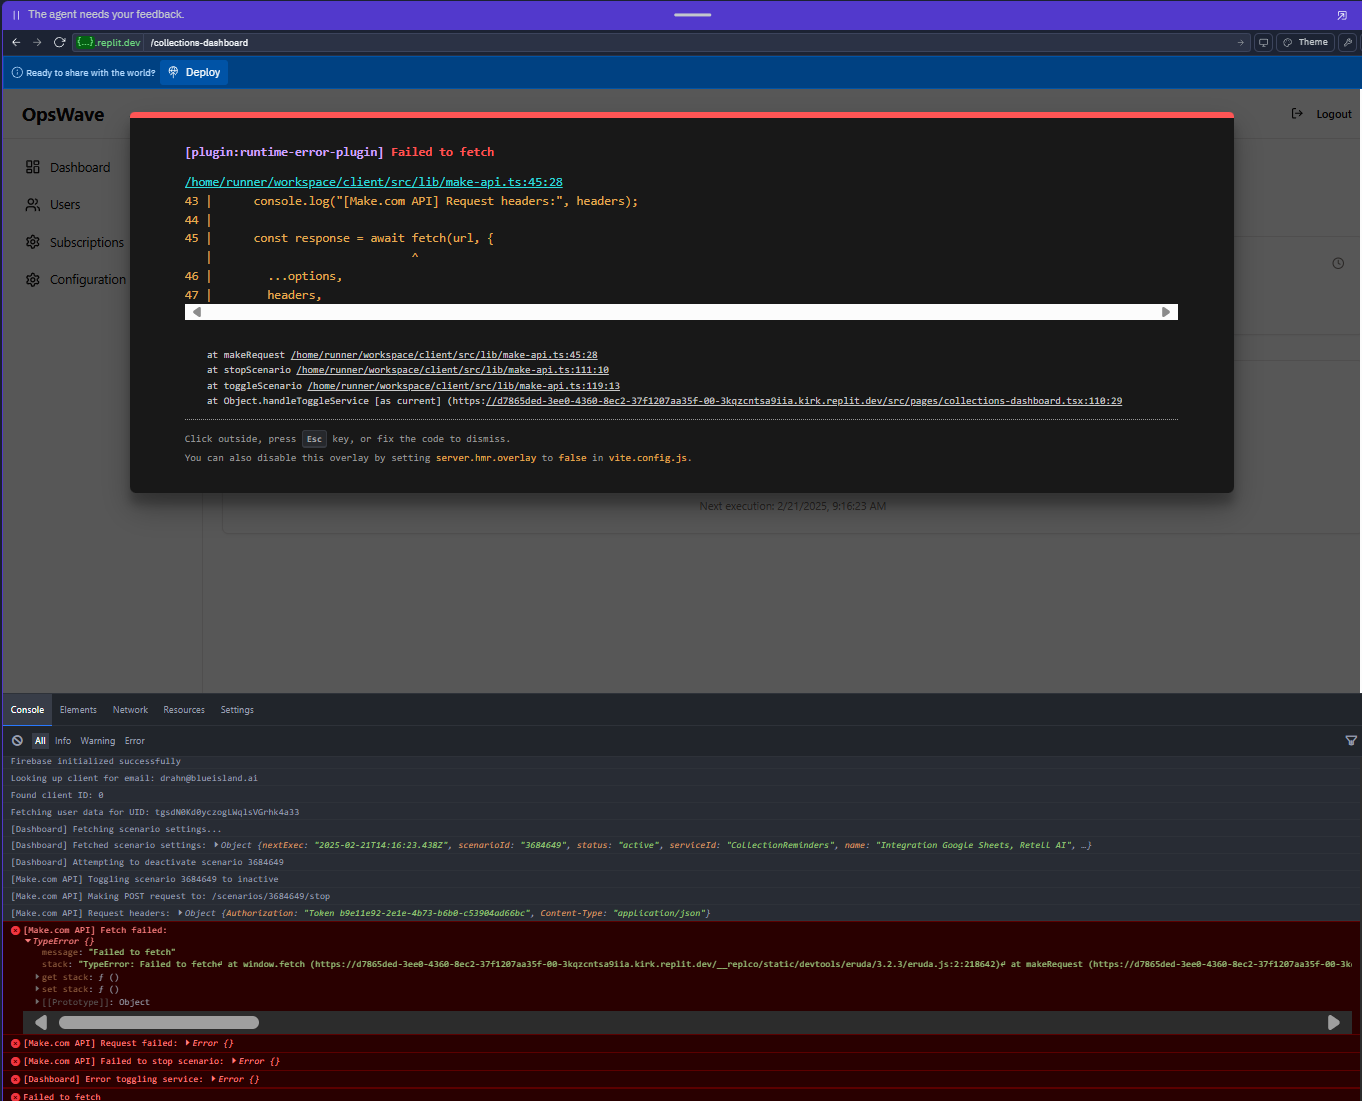 The agent needs your feedback.
{...}.replit.dev /collections-dashboard
Theme
Ready to share with the world? Deploy
OpsWave
Logout
Dashboard
Users
Subscriptions
Configuration
[plugin:runtime-error-plugin] Failed to fetch
/home/runner/workspace/client/src/lib/make-api.ts:45:28
43 | console.log("[Make.com API] Request headers:", headers);
44 |
45 | const response = await fetch(url, {
| ^
46 | ...options,
47 | headers,
at makeRequest /home/runner/workspace/client/src/lib/make-api.ts:45:28
at stopScenario /home/runner/workspace/client/src/lib/make-api.ts:111:10
at toggleScenario /home/runner/workspace/client/src/lib/make-api.ts:119:13
at Object.handleToggleService [as current] (https://d7865ded-3ee0-4360-8ec2-37f1207aa35f-00-3kqzcntsa9iia.kirk.replit.dev/src/pages/collections-dashboard.tsx:110:29
Click outside, press Esc key, or fix the code to dismiss.
You can also disable this overlay by setting server.hmr.overlay to false in vite.config.js.
Next execution: 2/21/2025, 9:16:23 AM
Console Elements Network Resources Settings
All Info Warning Error
Firebase initialized successfully
Looking up client for email: drahn@blueisland.ai
Found client ID: 0
Fetching user data for UID: tgsdN0Kd0yczogLWqlsVGrhk4a33
[Dashboard] Fetching scenario settings...
[Dashboard] Fetched scenario settings: Object {nextExec: "2025-02-21T14:16:23.438Z", scenarioId: "3684649", status: "active", serviceId: "CollectionReminders", name: "Integration Google Sheets, Retell AI", …}
[Dashboard] Attempting to deactivate scenario 3684649
[Make.com API] Toggling scenario 3684649 to inactive
[Make.com API] Making POST request to: /scenarios/3684649/stop
[Make.com API] Request headers: Object {Authorization: "Token b9e11e92-2e1e-4b73-b6b0-c53904ad66bc", Content-Type: "application/json"}
[Make.com API] Fetch failed:
TypeError {}
message: "Failed to fetch"
stack: "TypeError: Failed to fetch↵ at window.fetch (https://d7865ded-3ee0-4360-8ec2-37f1207aa35f-00-3kqzcntsa9iia.kirk.replit.dev/__replco/static/devtools/eruda/3.2.3/eruda.js:2:218642)↵ at makeRequest (https://d7865ded-3ee0-4360-8ec2-37f1207aa35f-00-3k
get stack: ƒ ()
set stack: ƒ ()
[[Prototype]]: Object
[Make.com API] Request failed: Error {}
[Make.com API] Failed to stop scenario: Error {}
[Dashboard] Error toggling service: Error {}
Failed to fetch